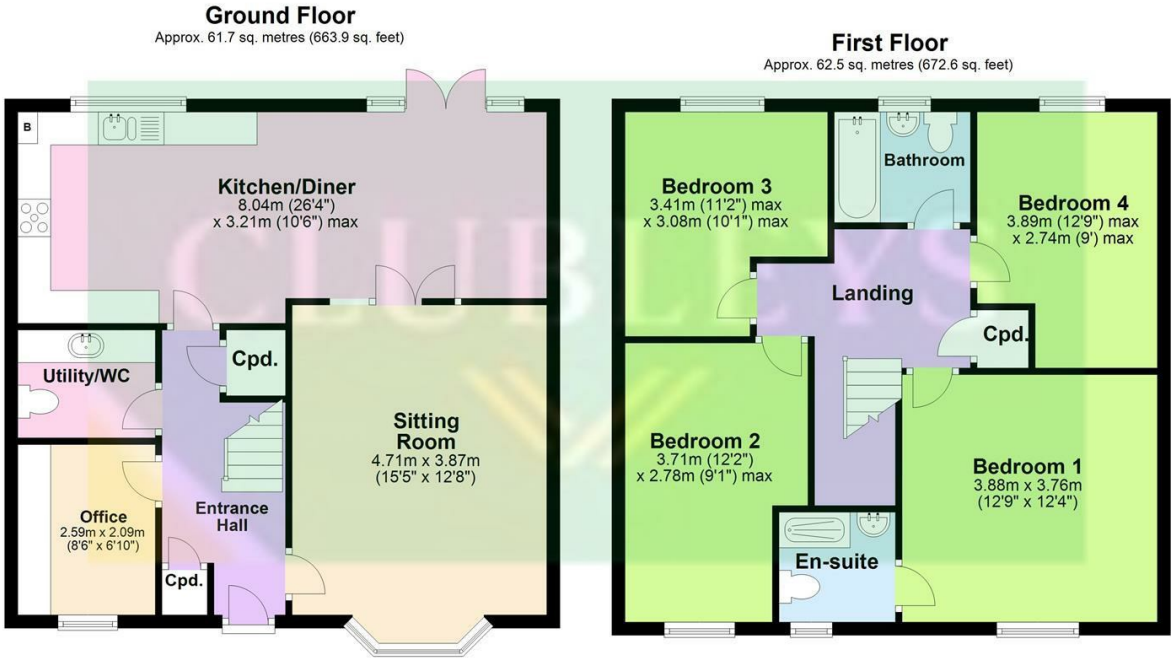 Ground Floor
Approx. 61.7 sq. metres (663.9 sq. feet)
B
Kitchen/Diner
8.04m (26'4")
x 3.21m (10'6") max
Utility/WC
Cpd.
Sitting
Room
4.71m x 3.87m
(15'5" x 12'8")
Office
2.59m x 2.09m
(8'6" x 6'10")
Entrance
Hall
Cpd.
First Floor
Approx. 62.5 sq. metres (672.6 sq. feet)
Bedroom 3
3.41m (11'2") max
x 3.08m (10'1") max
Bathroom
Bedroom 4
3.89m (12'9") max
x 2.74m (9') max
Landing
Cpd.
Bedroom 2
3.71m (12'2")
x 2.78m (9'1") max
Bedroom 1
3.88m x 3.76m
(12'9" x 12'4")
En-suite
CLUBLEYS